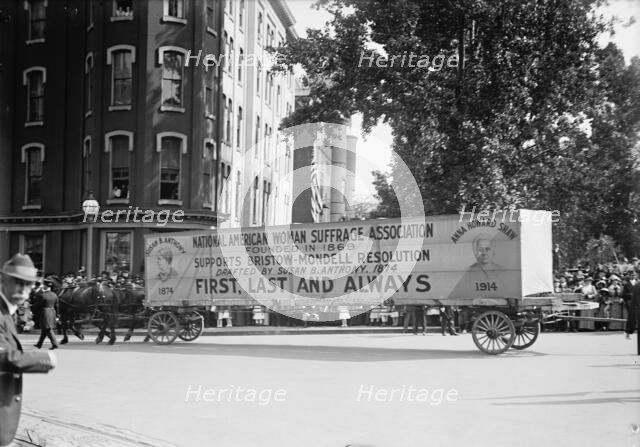 SUSAN B. ANTHONY
1874
NATIONAL AMERICAN WOMAN SUFFRAGE ASSOCIATION
FOUNDED IN 1869
SUPPORTS BRISTOW-MONDELL RESOLUTION
DRAFTED BY SUSAN B. ANTHONY, 1874
FIRST, LAST AND ALWAYS
ANNA HOWARD SHAW
1914
Heritage
Heritage
Heritage
Heritage
Heritage
Heritage
Heritage
Heritage